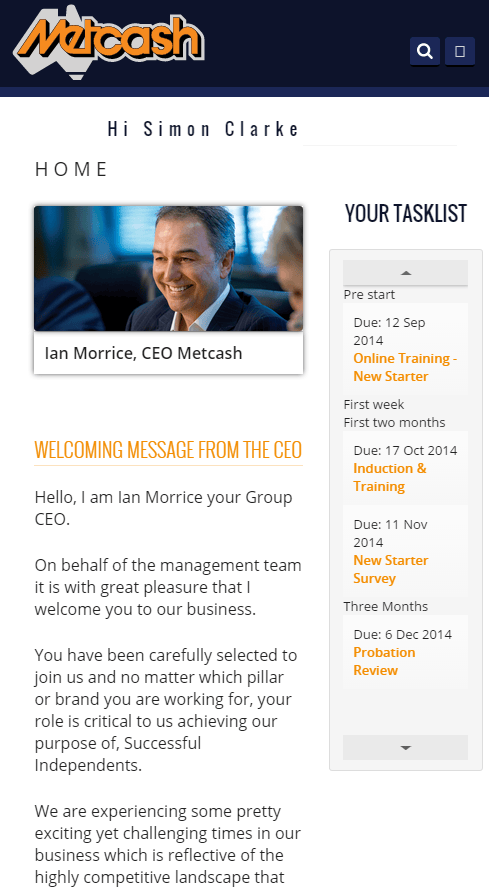 Metcash
Hi Simon Clarke
HOME
Ian Morrice, CEO Metcash
WELCOMING MESSAGE FROM THE CEO
Hello, I am Ian Morrice your Group
CEO.
On behalf of the management team
it is with great pleasure that I
welcome you to our business.
You have been carefully selected to
join us and no matter which pillar
or brand you are working for, your
role is critical to us achieving our
purpose of, Successful
Independents.
We are experiencing some pretty
exciting yet challenging times in our
business which is reflective of the
highly competitive landscape that
YOUR TASKLIST
Pre start
Due: 12 Sep
2014
Online Training -
New Starter
First week
First two months
Due: 17 Oct 2014
Induction &
Training
Due: 11 Nov
2014
New Starter
Survey
Three Months
Due: 6 Dec 2014
Probation
Review